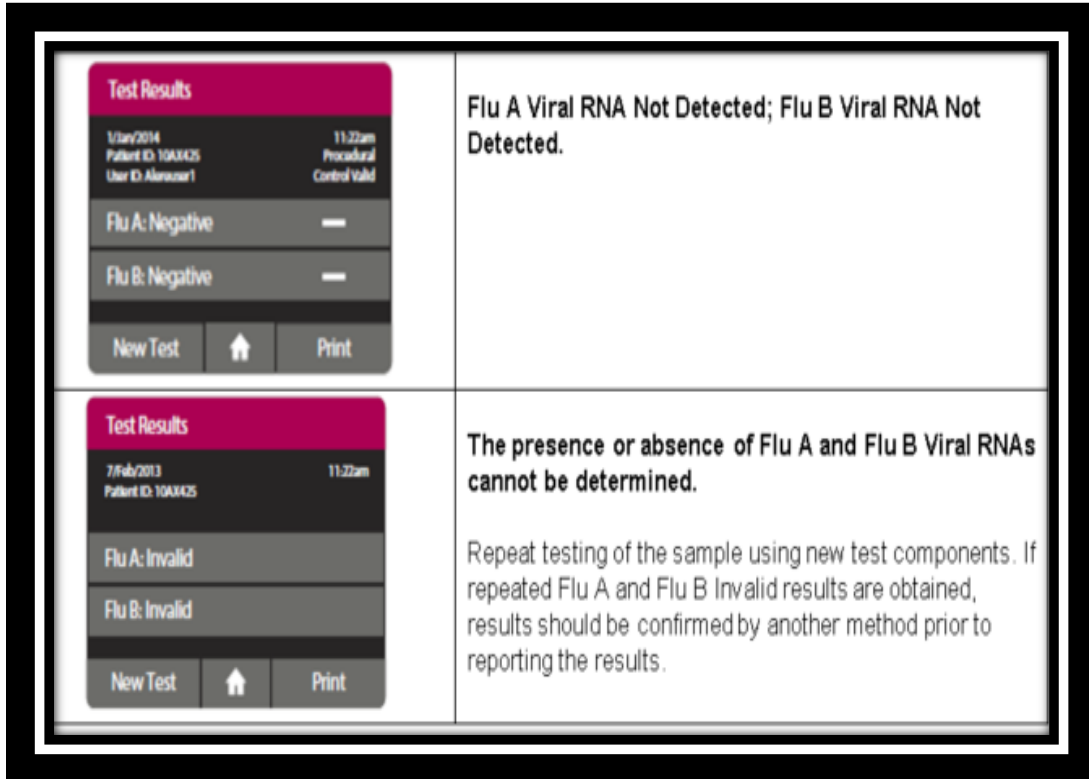 Test Results
1/Jan/2014 11:22am
Patient ID: 10AX425 Procedural
User ID: Alereuser1 Control Valid
Flu A: Negative
Flu B: Negative
New Test Print
Flu A Viral RNA Not Detected; Flu B Viral RNA Not
Detected.
Test Results
7/Feb/2013 11:22am
Patient ID: 10AX425
Flu A: Invalid
Flu B: Invalid
New Test Print
The presence or absence of Flu A and Flu B Viral RNAs
cannot be determined.
Repeat testing of the sample using new test components. If
repeated Flu A and Flu B Invalid results are obtained,
results should be confirmed by another method prior to
reporting the results.